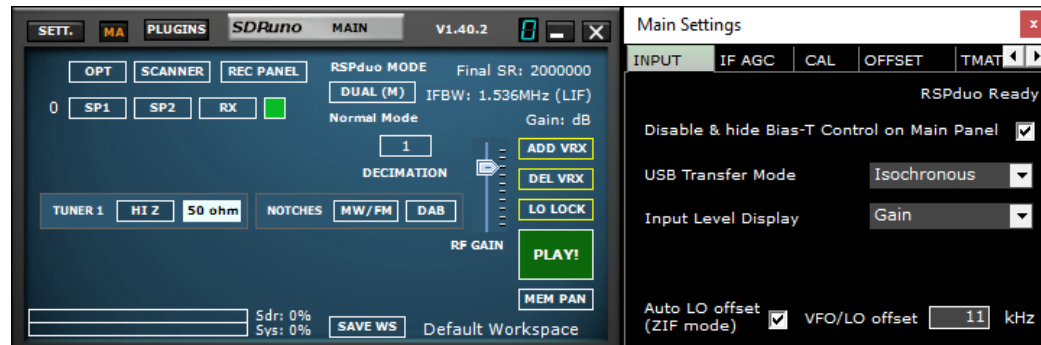 SETT. MA PLUGINS SDRuno MAIN V1.40.2 0
OPT SCANNER REC PANEL RSPduo MODE Final SR: 2000000
DUAL (M) IFBW: 1.536MHz (LIF)
0 SP1 SP2 RX Normal Mode Gain: dB
1 ADD VRX
DECIMATION DEL VRX
TUNER 1 HI Z 50 ohm NOTCHES MW/FM DAB LO LOCK
RF GAIN PLAY!
MEM PAN
Sdr: 0%
Sys: 0% SAVE WS Default Workspace
Main Settings x
INPUT IF AGC CAL OFFSET TMAT
RSPduo Ready
Disable & hide Bias-T Control on Main Panel
USB Transfer Mode Isochronous
Input Level Display Gain
Auto LO offset
(ZIF mode) VFO/LO offset 11 kHz